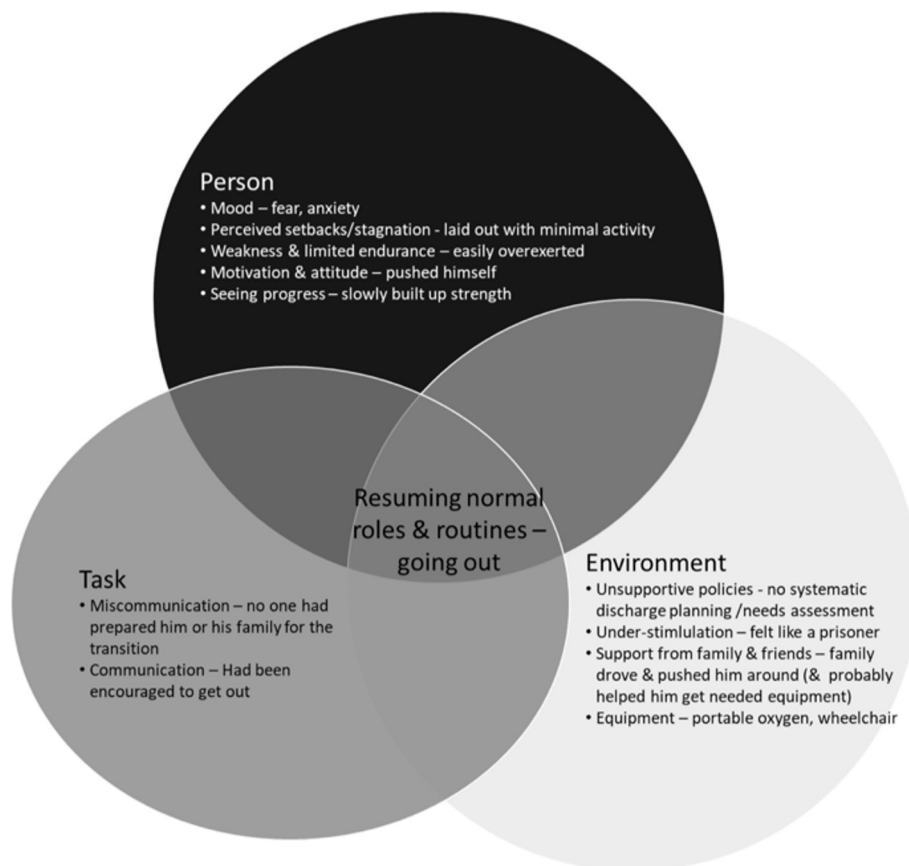 Person
• Mood – fear, anxiety
• Perceived setbacks/stagnation - laid out with minimal activity
• Weakness & limited endurance – easily overexerted
• Motivation & attitude – pushed himself
• Seeing progress – slowly built up strength
Resuming normal
roles & routines –
going out
Task
• Miscommunication – no one had
prepared him or his family for the
transition
• Communication – Had been
encouraged to get out
Environment
• Unsupportive policies - no systematic
discharge planning /needs assessment
• Under-stimlulation – felt like a prisoner
• Support from family & friends – family
drove & pushed him around (& probably
helped him get needed equipment)
• Equipment – portable oxygen, wheelchair